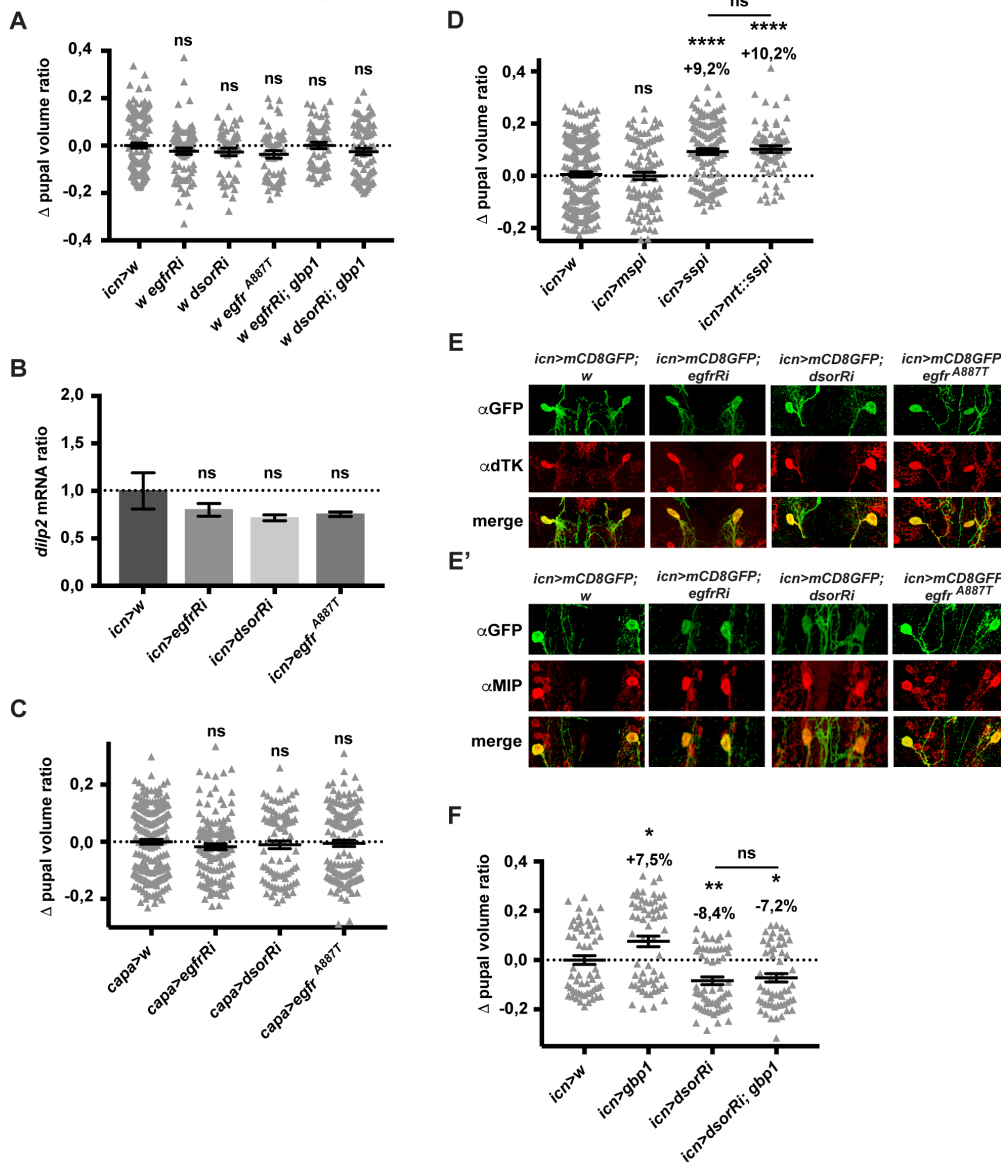 A
Δ pupal volume ratio
0,4
0,2
0,0
-0,2
-0,4
ns
ns
ns
ns
ns
icn>w
w egfrRi
w dsorRi
w egfr A887T
w egfrRi; gbp1
w dsorRi; gbp1
B
dilp2 mRNA ratio
2,0
1,5
1,0
0,5
0,0
ns
ns
ns
icn>w
icn>egfrRi
icn>dsorRi
icn>egfr A887T
C
Δ pupal volume ratio
0,2
0,0
-0,2
ns
ns
ns
capa>w
capa>egfrRi
capa>dsorRi
capa>egfr A887T
D
Δ pupal volume ratio
0,4
0,2
0,0
-0,2
ns
ns
****
+9,2%
****
+10,2%
icn>w
icn>mspi
icn>sspi
icn>nrt::sspi
E
icn>mCD8GFP;
w
icn>mCD8GFP;
egfrRi
icn>mCD8GFP;
dsorRi
icn>mCD8GFP
egfr A887T
αGFP
αdTK
merge
E'
icn>mCD8GFP;
w
icn>mCD8GFP;
egfrRi
icn>mCD8GFP;
dsorRi
icn>mCD8GFP
egfr A887T
αGFP
αMIP
merge
F
Δ pupal volume ratio
0,4
0,2
0,0
-0,2
*
+7,5%
ns
**
-8,4%
*
-7,2%
icn>w
icn>gbp1
icn>dsorRi
icn>dsorRi; gbp1